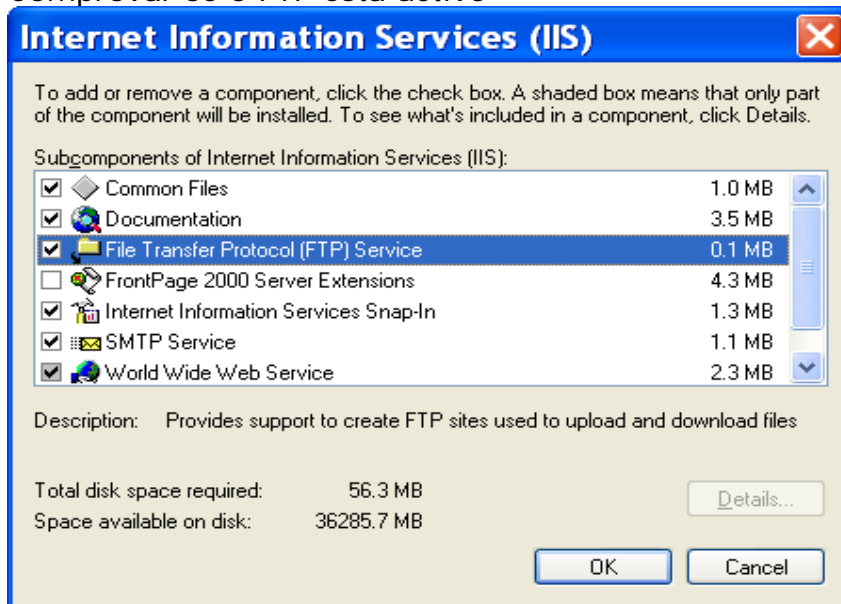 Internet Information Services (IIS)
To add or remove a component, click the check box. A shaded box means that only part
of the component will be installed. To see what's included in a component, click Details.
Subcomponents of Internet Information Services (IIS):
Common Files 1.0 MB
Documentation 3.5 MB
File Transfer Protocol (FTP) Service 0.1 MB
FrontPage 2000 Server Extensions 4.3 MB
Internet Information Services Snap-In 1.3 MB
SMTP Service 1.1 MB
World Wide Web Service 2.3 MB
Description: Provides support to create FTP sites used to upload and download files
Total disk space required: 56.3 MB
Details...
Space available on disk: 36285.7 MB
OK Cancel